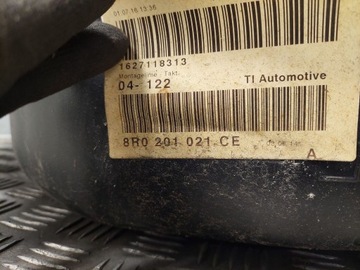 01.07.16 13:36
1627118313
Montagelinie / Takt:
04- 122
TI Automotive
8R0 201 021 CE
A